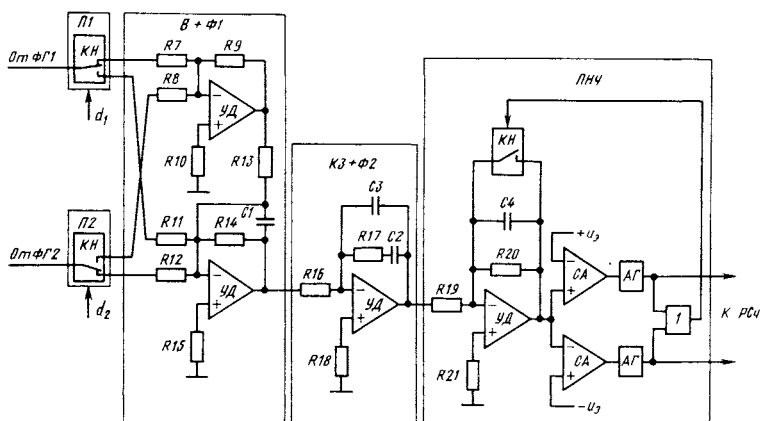 П1
КН
От ФГ1
d₁
П2
КН
От ФГ2
d₂
В + Ф1
R7
R9
R8
−
+
УД
R10
R13
C1
R11
R14
R12
−
+
УД
R15
КЗ + Ф2
C3
R17
C2
R16
−
+
УД
R18
ПНЧ
КН
C4
R20
R19
−
+
УД
R21
+uэ
−
+
СА
АГ
1
К РСч
−
+
СА
АГ
−uэ